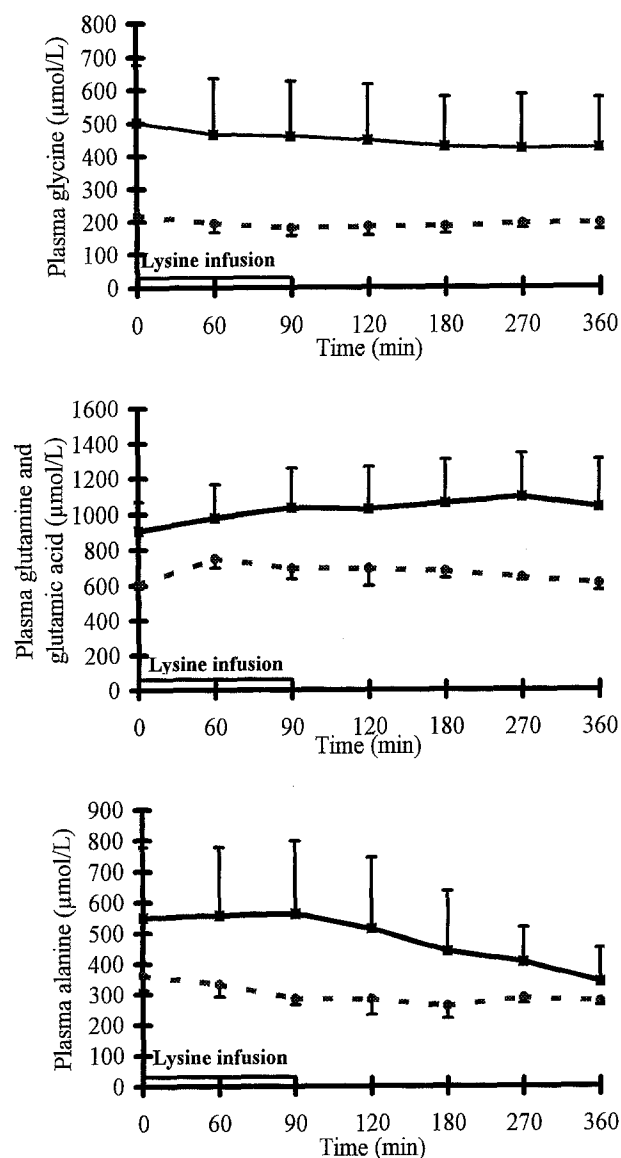 800
700
600
500
400
300
200
100
0
Plasma glycine (μmol/L)
Lysine infusion
0 60 90 120 180 270 360
Time (min)
1600
1400
1200
1000
800
600
400
200
0
Plasma glutamine and
glutamic acid (μmol/L)
Lysine infusion
0 60 90 120 180 270 360
Time (min)
900
800
700
600
500
400
300
200
100
0
Plasma alanine (μmol/L)
Lysine infusion
0 60 90 120 180 270 360
Time (min)